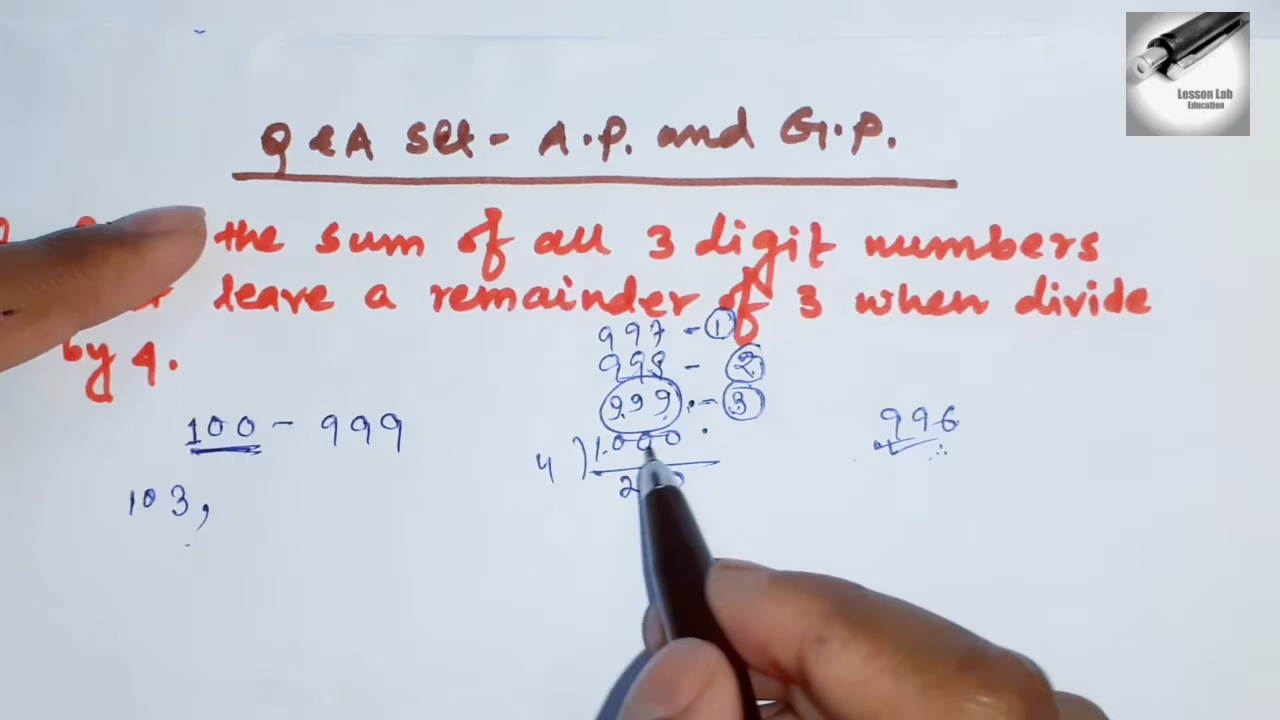 Lesson Lab
Education
Q & A Set - A.P. and G.P.
the sum of all 3 digit numbers
leave a remainder of 3 when divide
by 4.
997 - 1
998 - 2
999 - 3
100 - 999
996
4 ) 1000
103,